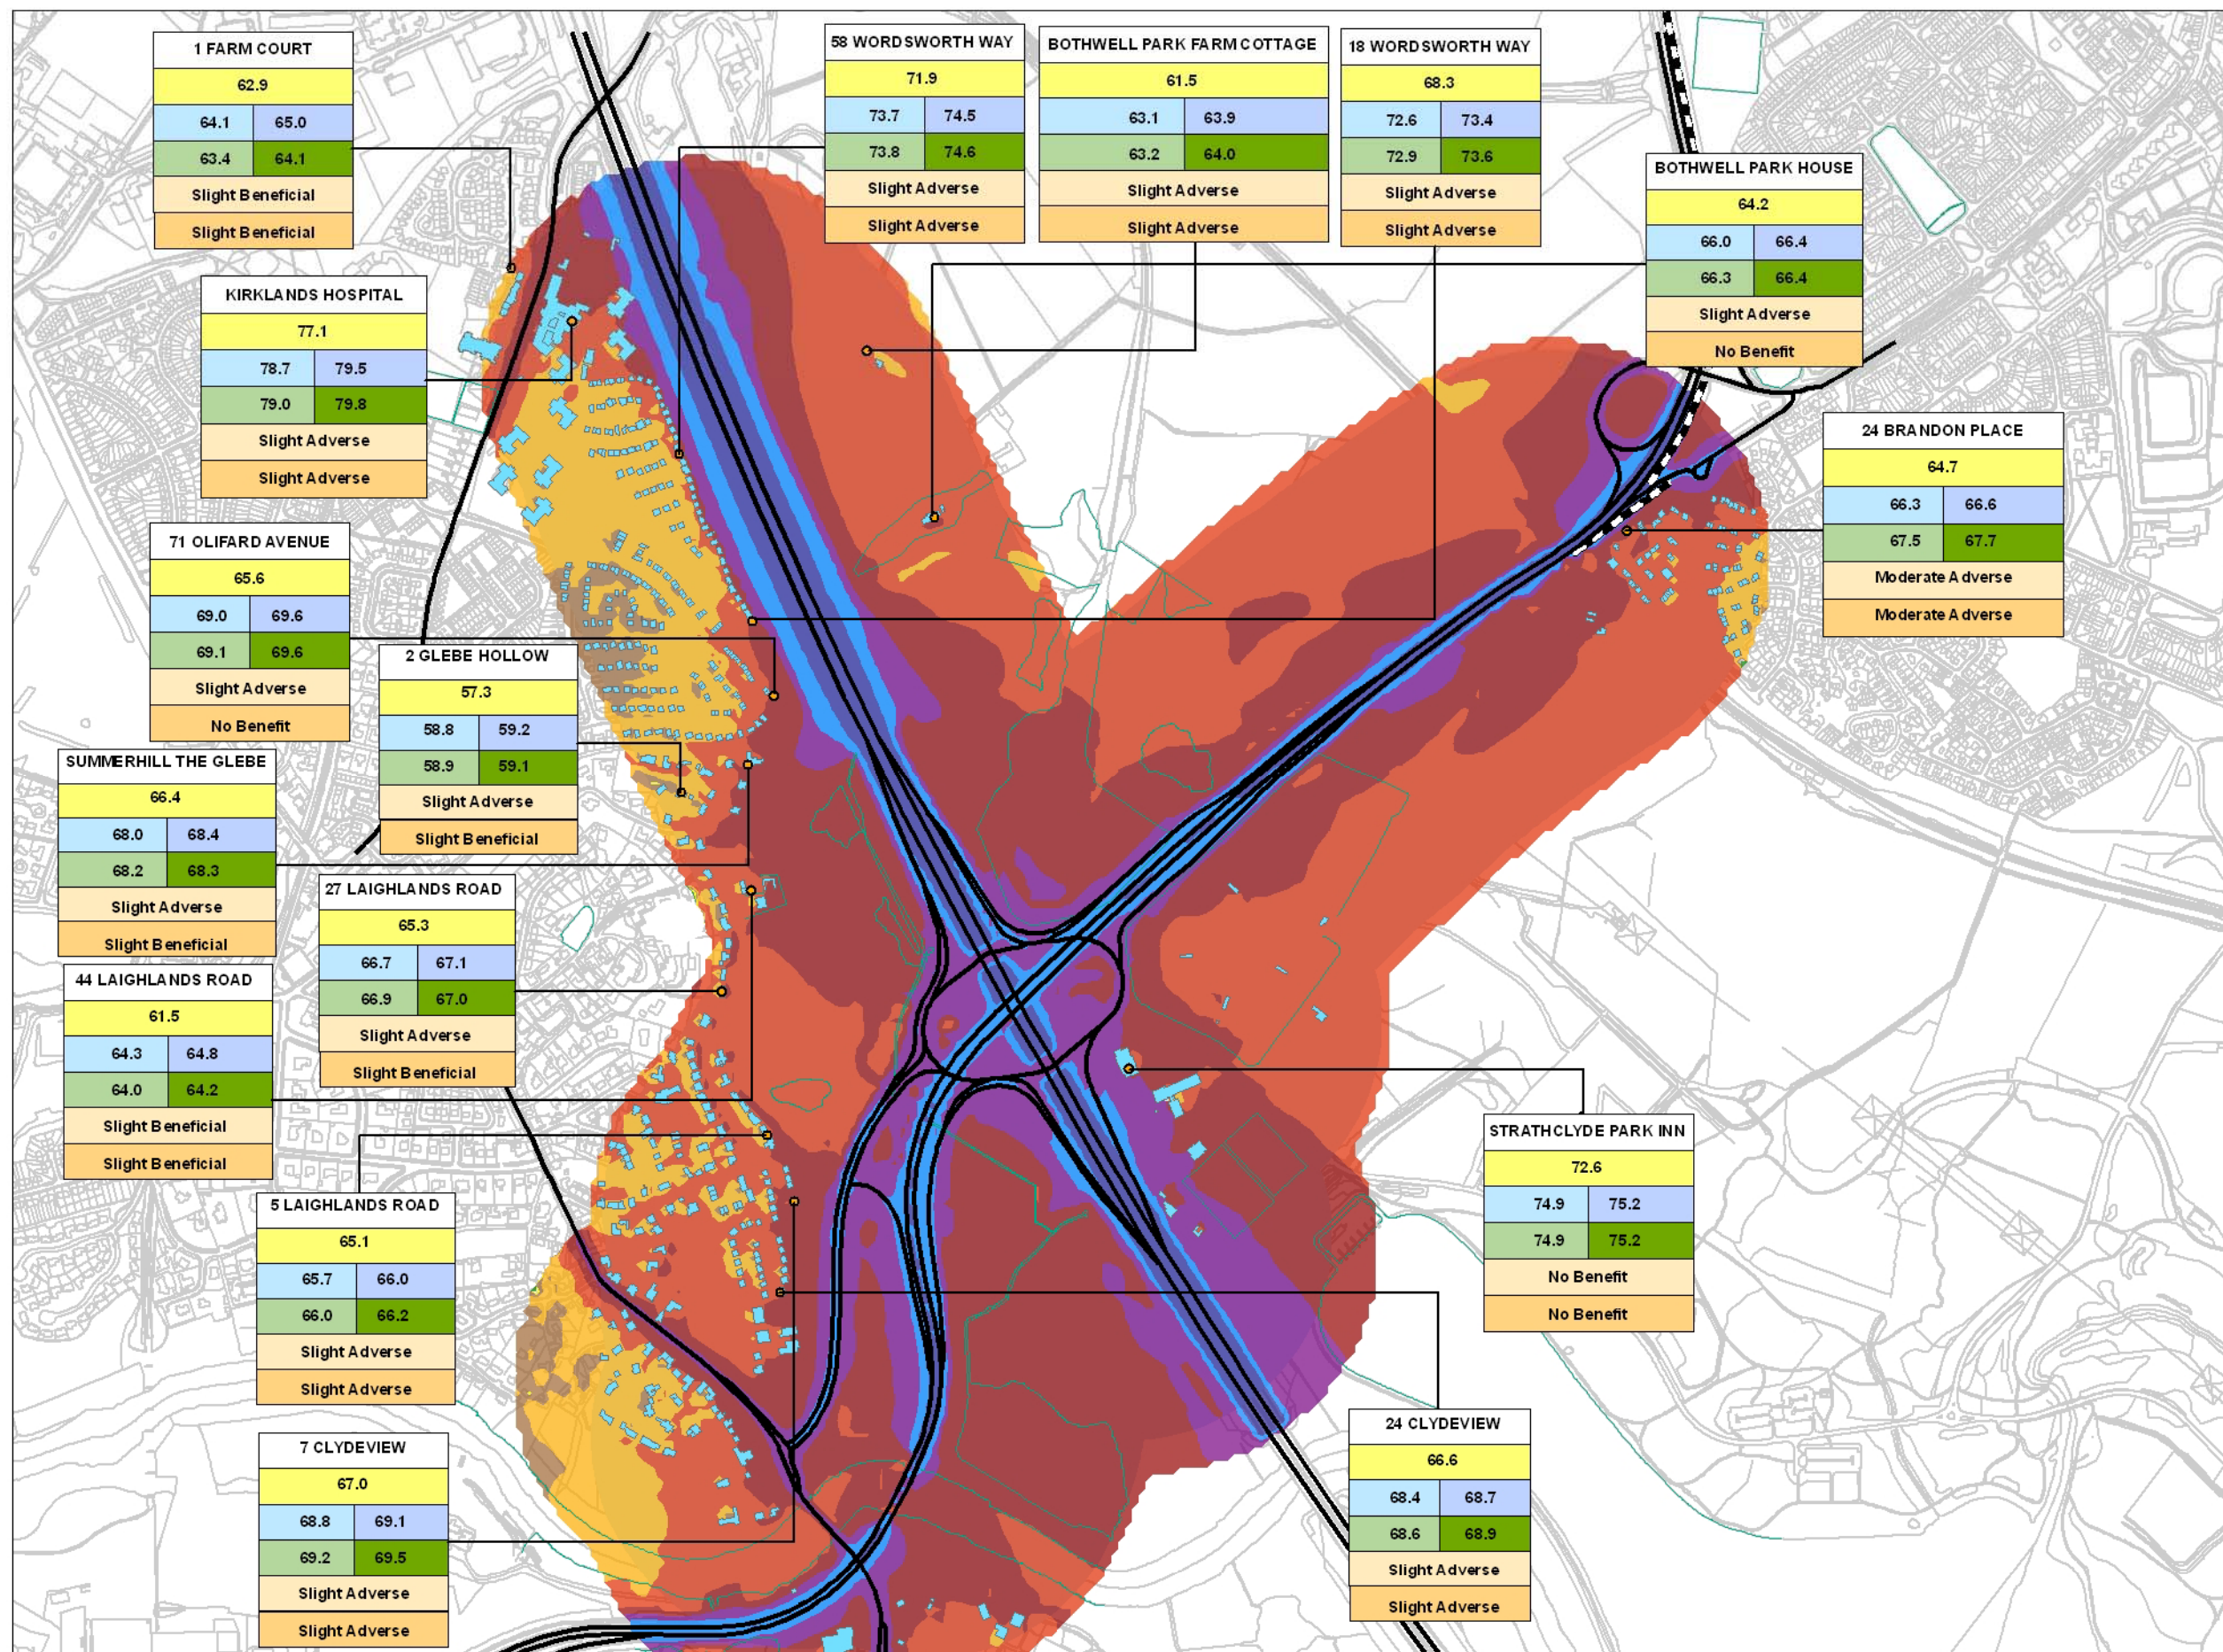 1 FARM COURT
62.9
64.1 65.0
63.4 64.1
Slight Beneficial
Slight Beneficial
58 WORDSWORTH WAY
71.9
73.7 74.5
73.8 74.6
Slight Adverse
Slight Adverse
BOTHWELL PARK FARM COTTAGE
61.5
63.1 63.9
63.2 64.0
Slight Adverse
Slight Adverse
18 WORDSWORTH WAY
68.3
72.6 73.4
72.9 73.6
Slight Adverse
Slight Adverse
BOTHWELL PARK HOUSE
64.2
66.0 66.4
66.3 66.4
Slight Adverse
No Benefit
KIRKLANDS HOSPITAL
77.1
78.7 79.5
79.0 79.8
Slight Adverse
Slight Adverse
24 BRANDON PLACE
64.7
66.3 66.6
67.5 67.7
Moderate Adverse
Moderate Adverse
71 OLIFARD AVENUE
65.6
69.0 69.6
69.1 69.6
Slight Adverse
No Benefit
2 GLEBE HOLLOW
57.3
58.8 59.2
58.9 59.1
Slight Adverse
Slight Beneficial
SUMMERHILL THE GLEBE
66.4
68.0 68.4
68.2 68.3
Slight Adverse
Slight Beneficial
27 LAIGHLANDS ROAD
65.3
66.7 67.1
66.9 67.0
Slight Adverse
Slight Beneficial
44 LAIGHLANDS ROAD
61.5
64.3 64.8
64.0 64.2
Slight Beneficial
Slight Beneficial
STRATHCLYDE PARK INN
72.6
74.9 75.2
74.9 75.2
No Benefit
No Benefit
5 LAIGHLANDS ROAD
65.1
65.7 66.0
66.0 66.2
Slight Adverse
Slight Adverse
24 CLYDEVIEW
66.6
68.4 68.7
68.6 68.9
Slight Adverse
Slight Adverse
7 CLYDEVIEW
67.0
68.8 69.1
69.2 69.5
Slight Adverse
Slight Adverse